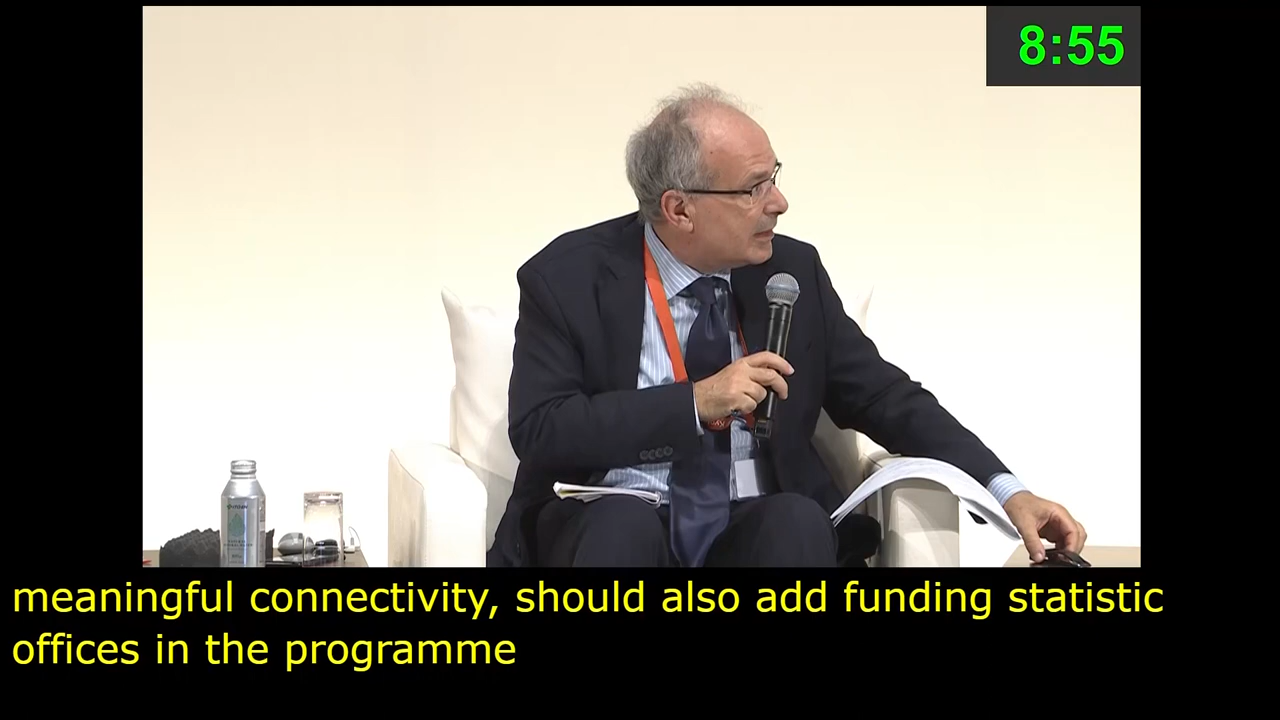 8:55
meaningful connectivity, should also add funding statistic
offices in the programme